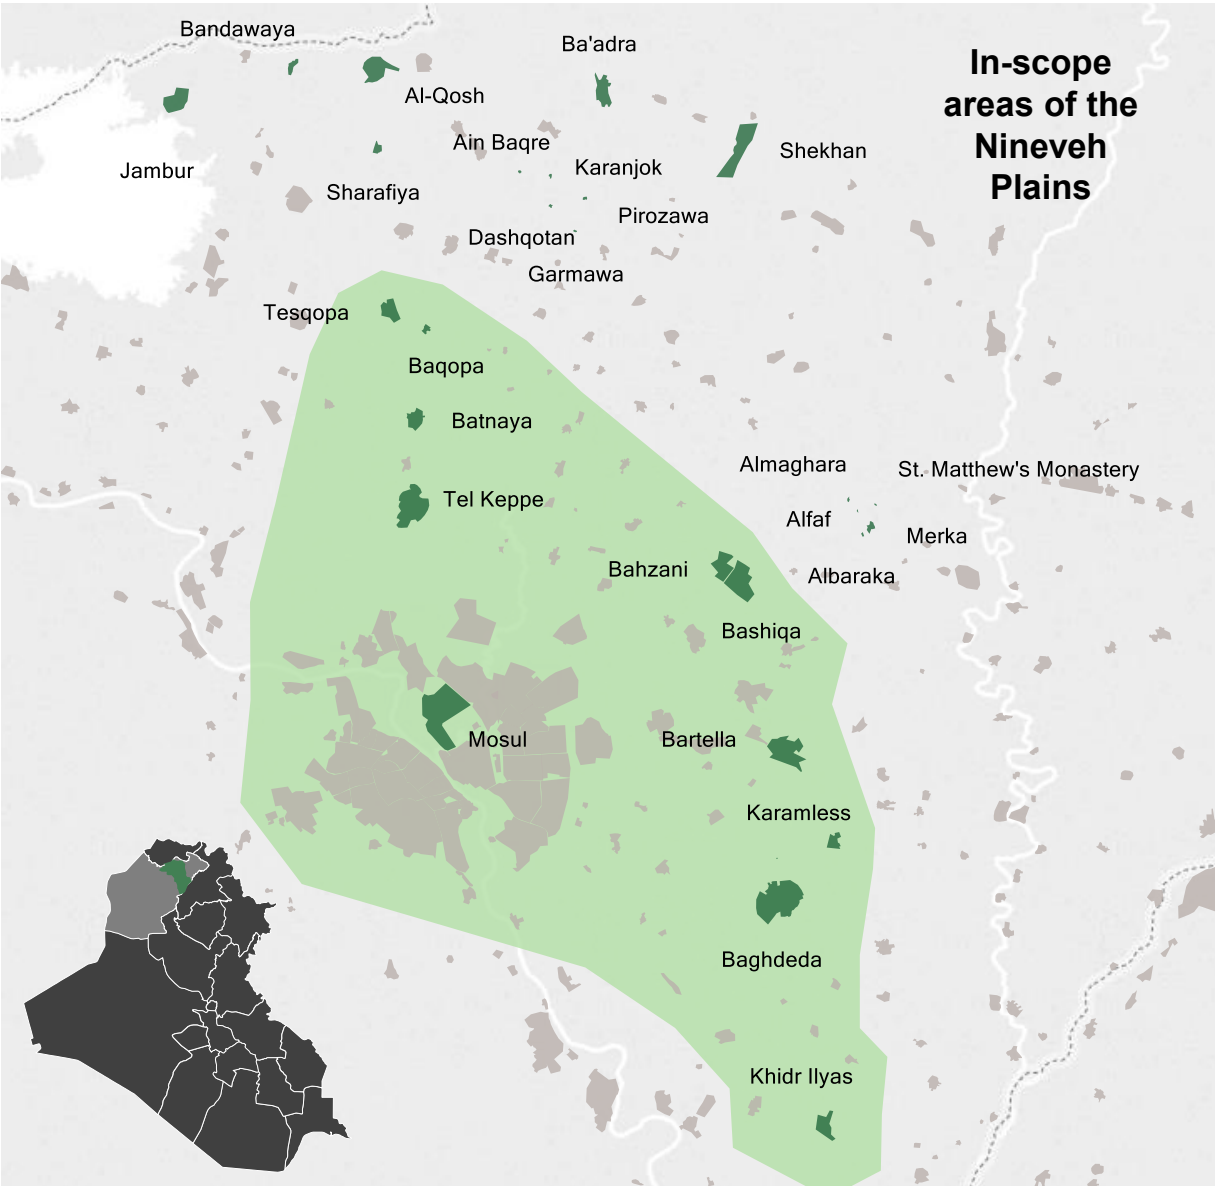 Bandawaya
Ba'adra
In-scope
areas of the
Nineveh
Plains
Al-Qosh
Ain Baqre
Shekhan
Jambur
Karanjok
Sharafiya
Pirozawa
Dashqotan
Garmawa
Tesqopa
Baqopa
Batnaya
Almaghara
St. Matthew's Monastery
Tel Keppe
Alfaf
Merka
Bahzani
Albaraka
Bashiqa
Mosul
Bartella
Karamless
Baghdeda
Khidr Ilyas